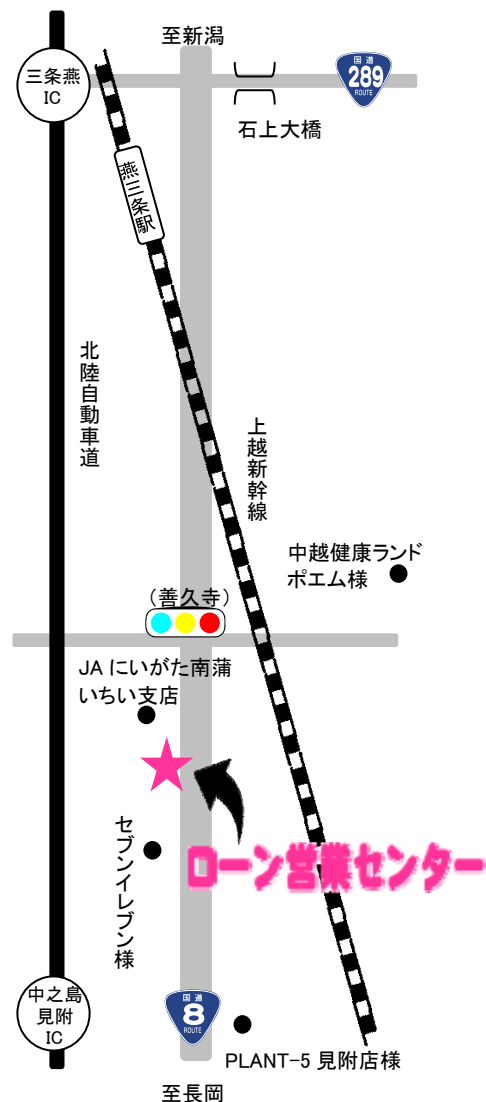 至新潟
三条燕
IC
国道
289
ROUTE
石上大橋
燕三条駅
北陸自動車道
上越新幹線
中越健康ランド
ポエム様
(善久寺)
JA にいがた南蒲
いちい支店
セブンイレブン様
ローン営業センター
中之島
見附
IC
国道
8
ROUTE
PLANT-5 見附店様
至長岡